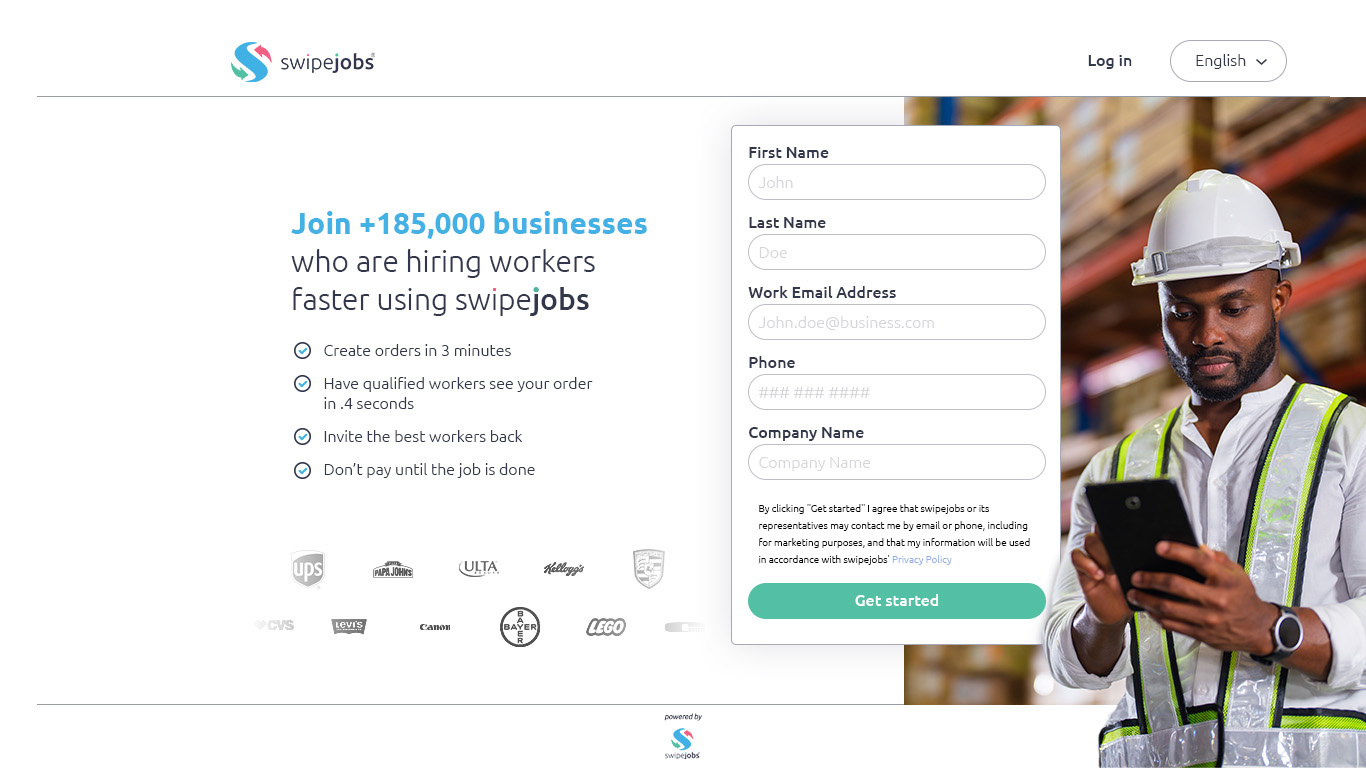 swipejobs®
Log in
English
Join +185,000 businesses
who are hiring workers
faster using swipejobs
Create orders in 3 minutes
Have qualified workers see your order
in .4 seconds
Invite the best workers back
Don’t pay until the job is done
ups
PAPA JOHN'S
ULTA
Kellogg's
CVS
LEVI'S
Canon
BAYER
BAYER
LEGO
First Name
John
Last Name
Doe
Work Email Address
John.doe@business.com
Phone
### ### ####
Company Name
Company Name
By clicking "Get started" I agree that swipejobs or its
representatives may contact me by email or phone, including
for marketing purposes, and that my information will be used
in accordance with swipejobs' Privacy Policy
Get started
powered by
swipejobs